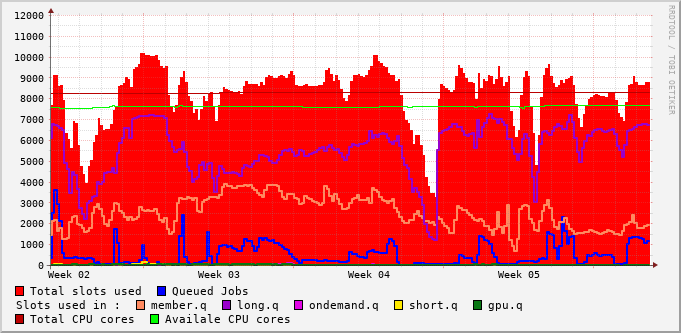 12000
11000
10000
9000
8000
7000
6000
5000
4000
3000
2000
1000
0
Week 02 Week 03 Week 04 Week 05
Total slots used Queued Jobs
Slots used in : member.q long.q ondemand.q short.q gpu.q
Total CPU cores Availale CPU cores
RRDTOOL / TOBI OETIKER